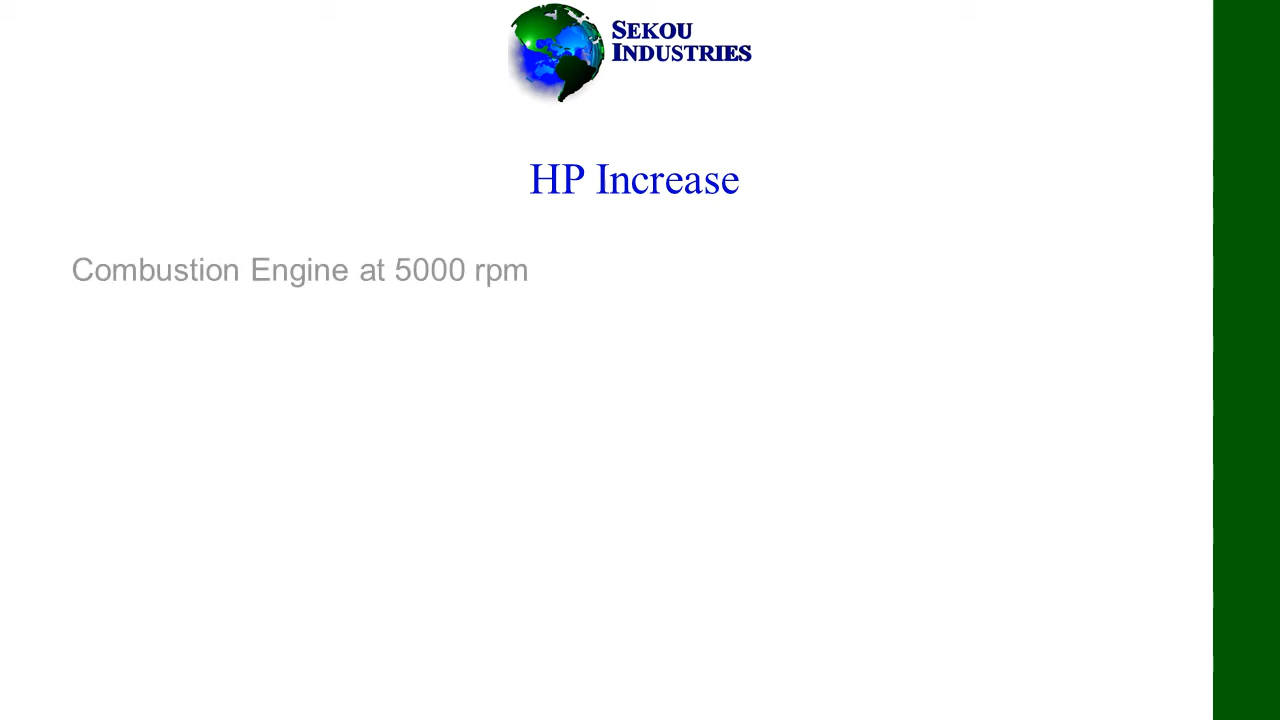 SEKOU
INDUSTRIES
HP Increase
Combustion Engine at 5000 rpm